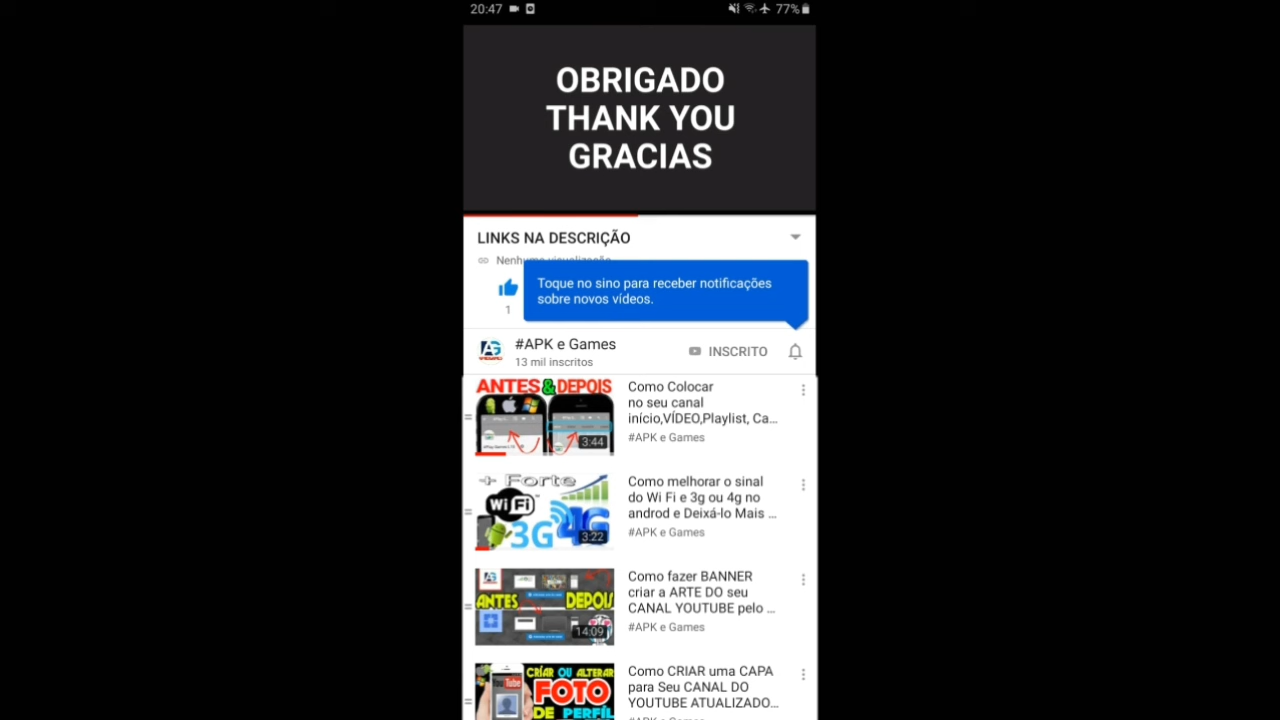 20:47
77%
OBRIGADO
THANK YOU
GRACIAS
LINKS NA DESCRIÇÃO
Nenhuma visualização
Toque no sino para receber notificações
sobre novos vídeos.
1
#APK e Games
13 mil inscritos
INSCRITO
ANTES & DEPOIS
3:44
Como Colocar
no seu canal
início,VÍDEO,Playlist, Ca...
#APK e Games
+ Forte
Wi Fi
3G 4G
3:22
Como melhorar o sinal
do Wi Fi e 3g ou 4g no
androd e Deixá-lo Mais ...
#APK e Games
ANTES DEPOIS
14:09
Como fazer BANNER
criar a ARTE DO seu
CANAL YOUTUBE pelo ...
#APK e Games
CRIAR OU ALTERAR
YouTube
FOTO
DE PERFIL
Como CRIAR uma CAPA
para Seu CANAL DO
YOUTUBE ATUALIZADO...